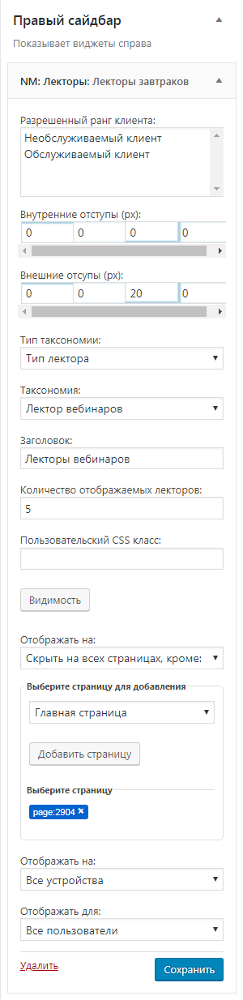 Правый сайдбар
Показывает виджеты справа
NM: Лекторы: Лекторы завтраков
Разрешенный ранг клиента:
Необслуживаемый клиент
Обслуживаемый клиент
Внутренние отступы (px):
0 0 0 0
Внешние отсупы (px):
0 0 20 0
Тип таксономии:
Тип лектора
Таксономия:
Лектор вебинаров
Заголовок:
Лекторы вебинаров
Количество отображаемых лекторов:
5
Пользовательский CSS класс:
Видимость
Отображать на:
Скрыть на всех страницах, кроме:
Выберите страницу для добавления
Главная страница
Добавить страницу
Выберите страницу
page:2904 ×
Отображать на:
Все устройства
Отображать для:
Все пользователи
Удалить Сохранить